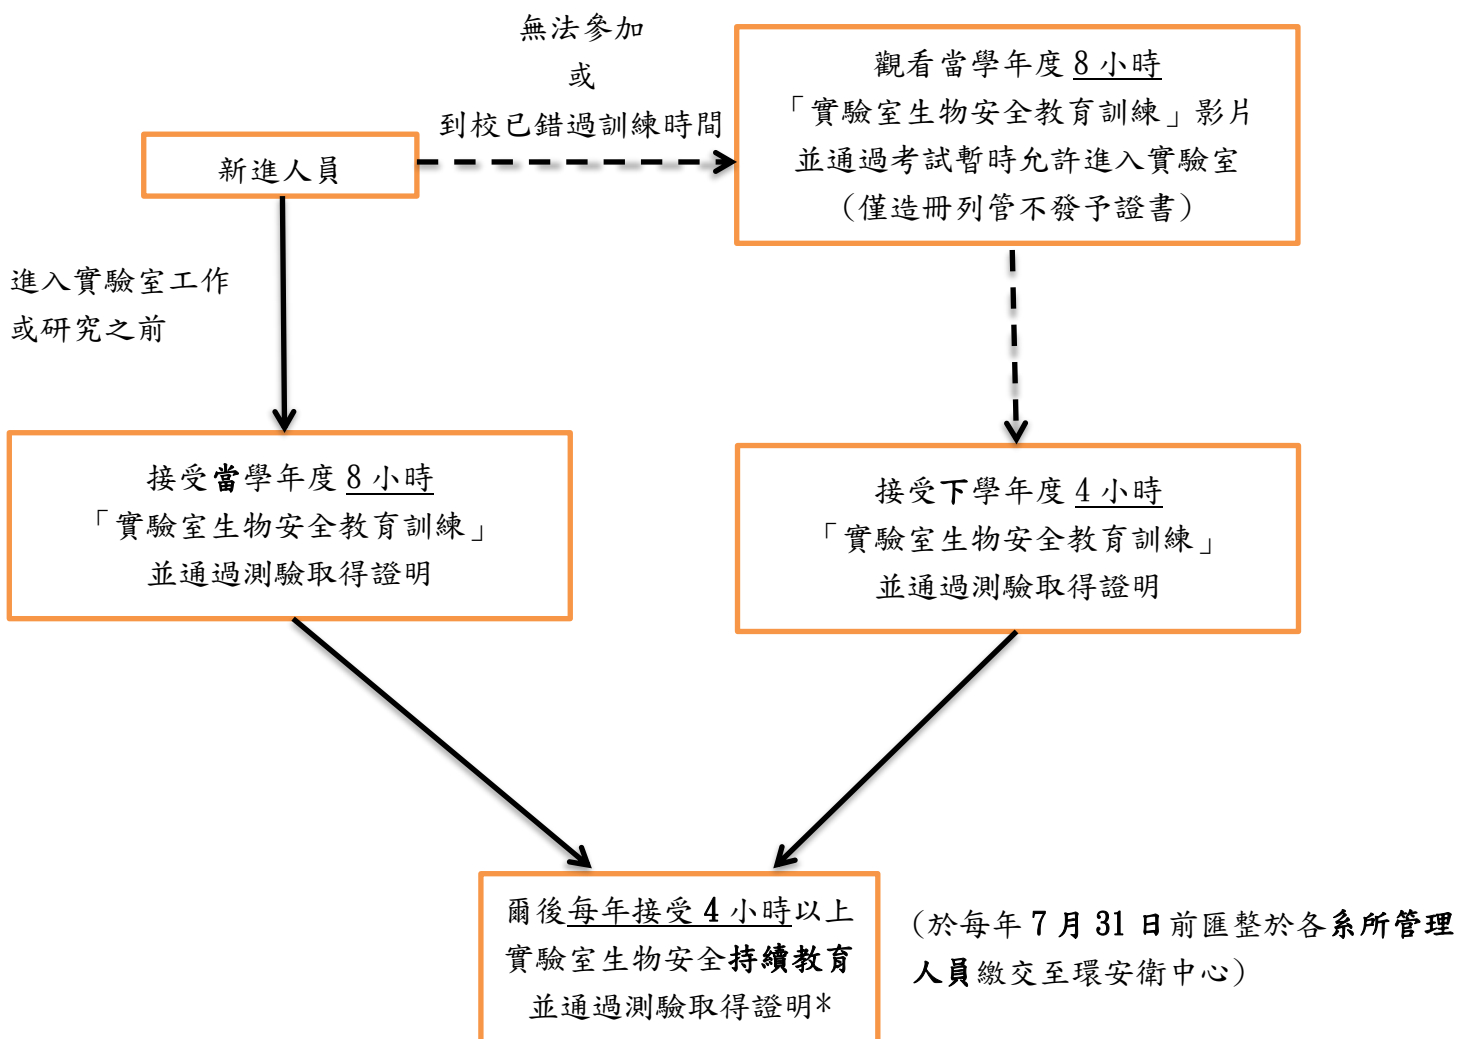 無法參加
或
到校已錯過訓練時間
新進人員
觀看當學年度 8 小時
「實驗室生物安全教育訓練」影片
並通過考試暫時允許進入實驗室
(僅造冊列管不發予證書)
進入實驗室工作
或研究之前
接受當學年度 8 小時
「實驗室生物安全教育訓練」
並通過測驗取得證明
接受下學年度 4 小時
「實驗室生物安全教育訓練」
並通過測驗取得證明
爾後每年接受 4 小時以上
實驗室生物安全持續教育
並通過測驗取得證明*
(於每年 7 月 31 日前匯整於各系所管理
人員繳交至環安衛中心)